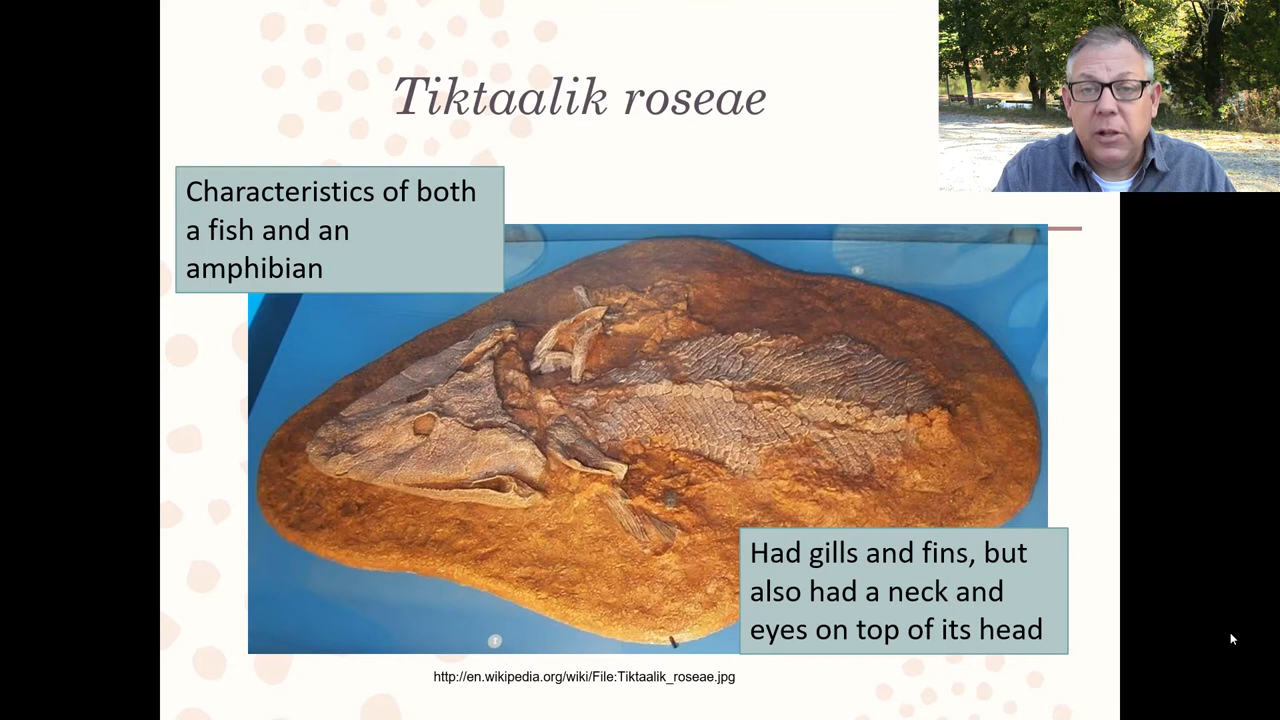 Tiktaalik roseae
Characteristics of both
a fish and an
amphibian
Had gills and fins, but
also had a neck and
eyes on top of its head
http://en.wikipedia.org/wiki/File:Tiktaalik_roseae.jpg